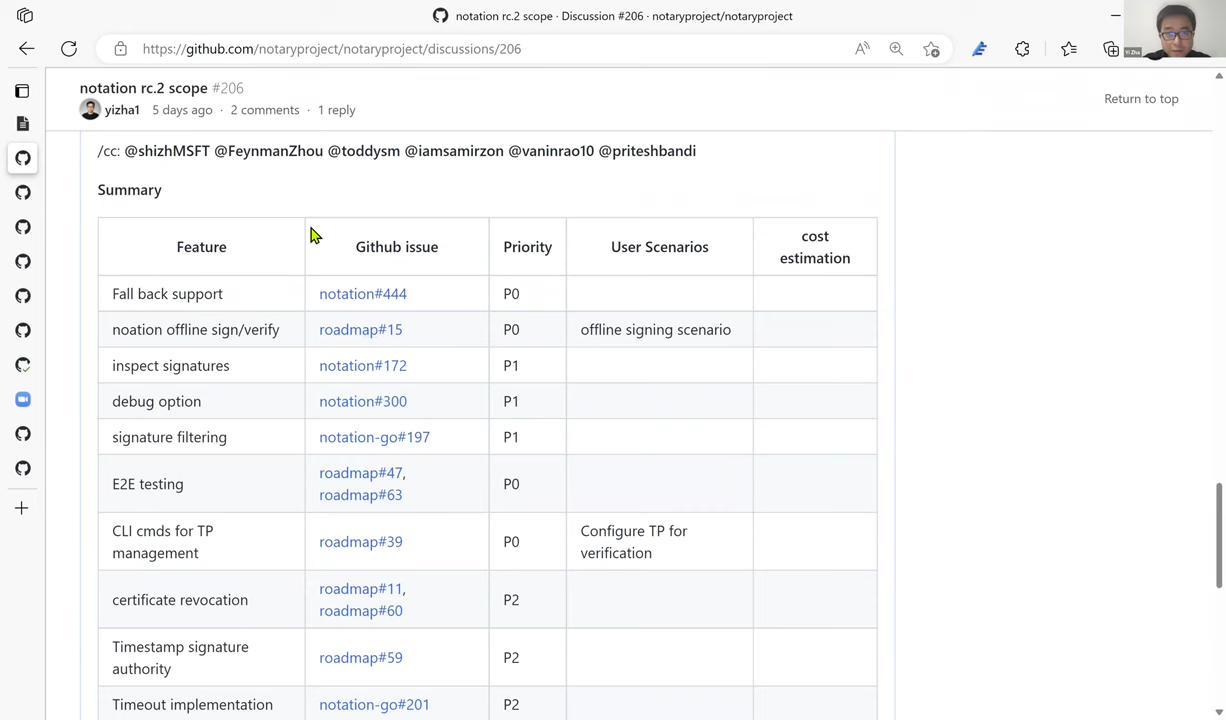 notation rc.2 scope · Discussion #206 · notaryproject/notaryproject
https://github.com/notaryproject/notaryproject/discussions/206
Yi Zha
notation rc.2 scope #206
yizha1 5 days ago · 2 comments · 1 reply
Return to top
/cc: @shizhMSFT @FeynmanZhou @toddysm @iamsamirzon @vaninrao10 @priteshbandi
Summary
Feature Github issue Priority User Scenarios cost estimation
Fall back support notation#444 P0
noation offline sign/verify roadmap#15 P0 offline signing scenario
inspect signatures notation#172 P1
debug option notation#300 P1
signature filtering notation-go#197 P1
E2E testing roadmap#47, roadmap#63 P0
CLI cmds for TP management roadmap#39 P0 Configure TP for verification
certificate revocation roadmap#11, roadmap#60 P2
Timestamp signature authority roadmap#59 P2
Timeout implementation notation-go#201 P2